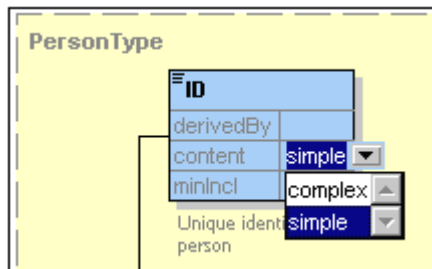 PersonType
ID
derivedBy
content simple
minIncl complex
simple
Unique identi
person